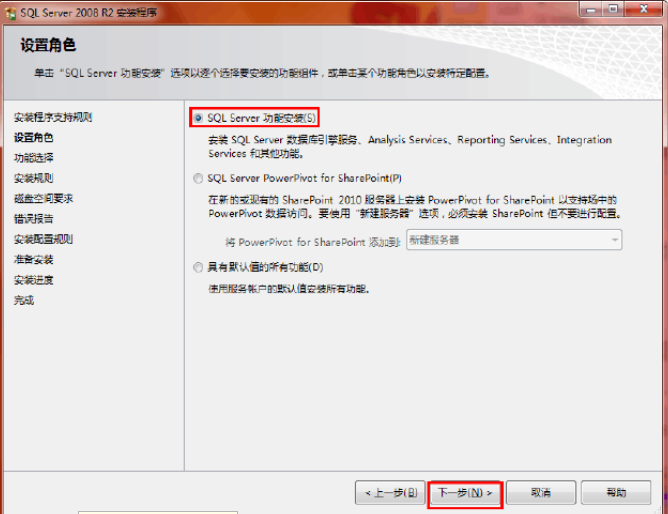 SQL Server 2008 R2 安装程序
设置角色
单击“SQL Server 功能安装”选项以逐个选择要安装的功能组件，或单击某个功能角色以安装特定配置。
安装程序支持规则
设置角色
功能选择
安装规则
磁盘空间要求
错误报告
安装配置规则
准备安装
安装进度
完成
SQL Server 功能安装(S)
安装 SQL Server 数据库引擎服务、Analysis Services、Reporting Services、Integration
Services 和其他功能。
SQL Server PowerPivot for SharePoint(P)
在新的或现有的 SharePoint 2010 服务器上安装 PowerPivot for SharePoint 以支持场中的
PowerPivot 数据访问。要使用“新建服务器”选项，必须安装 SharePoint 但不要进行配置。
将 PowerPivot for SharePoint 添加到: 新建服务器
具有默认值的所有功能(D)
使用服务帐户的默认值安装所有功能。
<上一步(B) 下一步(N) > 取消 帮助